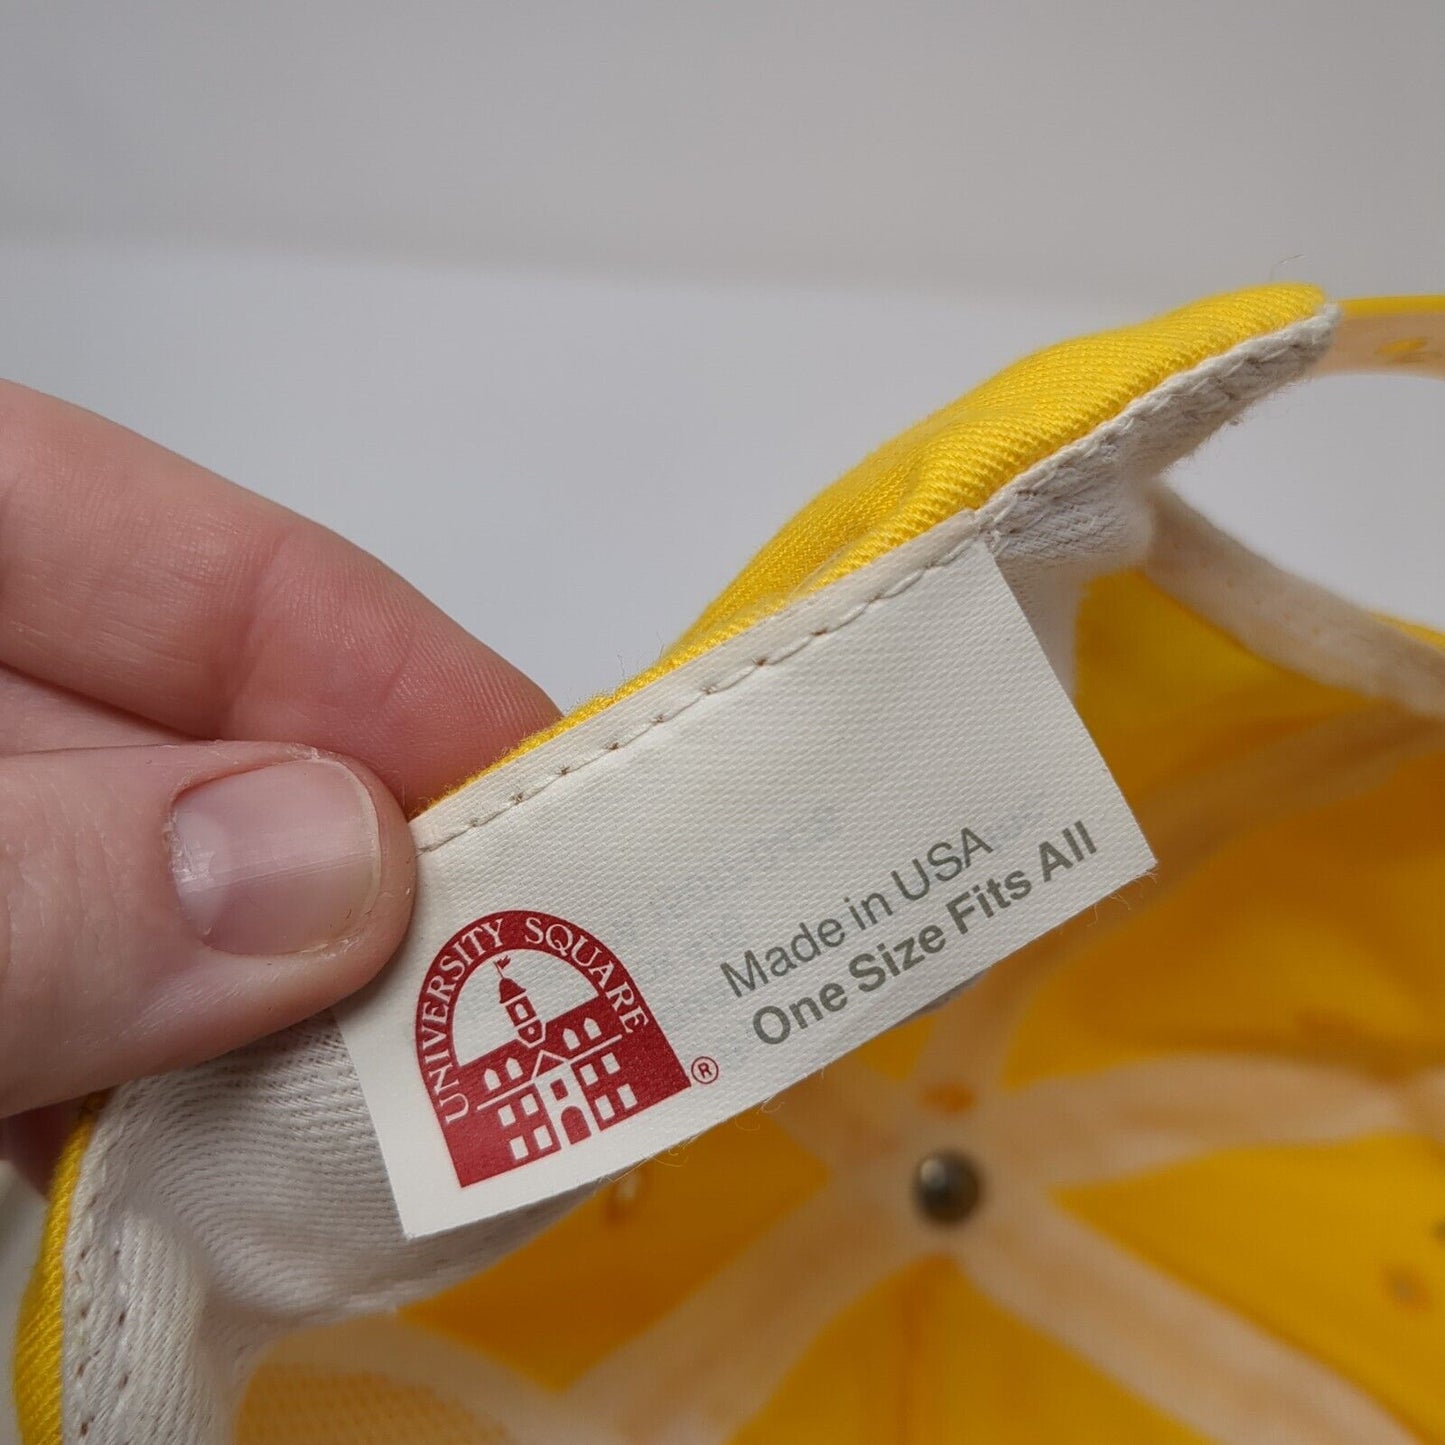 UNIVERSITY SQUARE
®
Made in USA
One Size Fits All